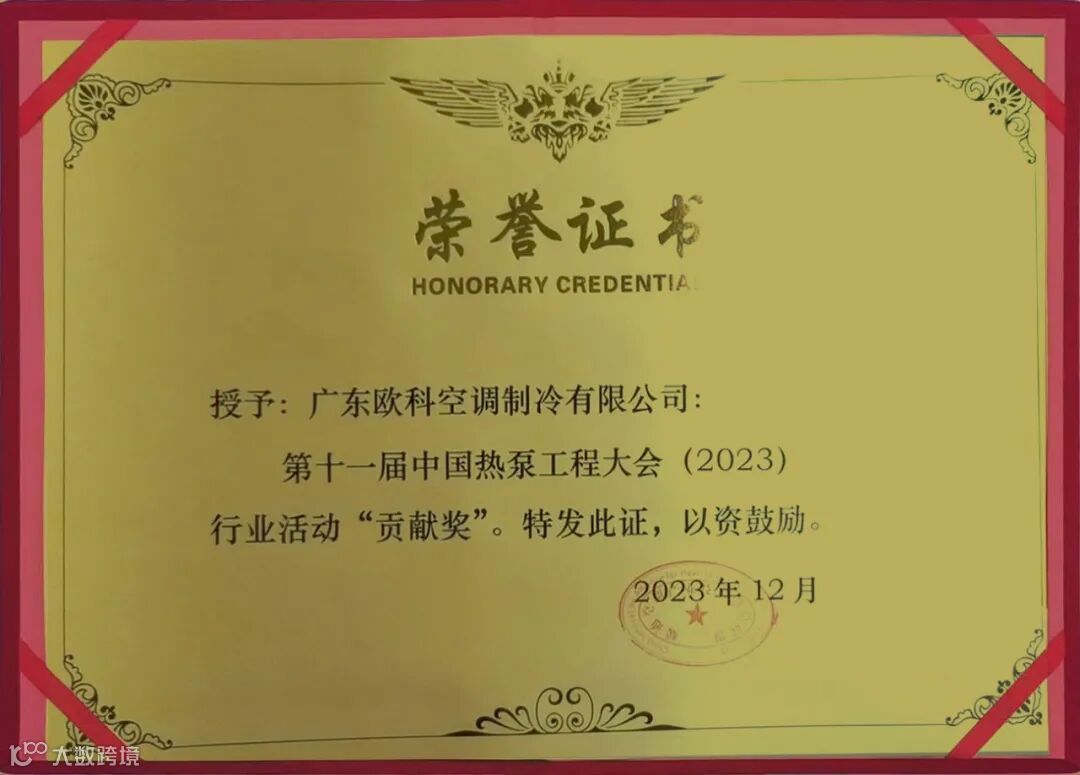 荣誉证书
HONORARY CREDENTIAL
授予：广东欧科空调制冷有限公司：
第十一届中国热泵工程大会（2023）
行业活动“贡献奖”。特发此证，以资鼓励。
2023年12月
大数跨境